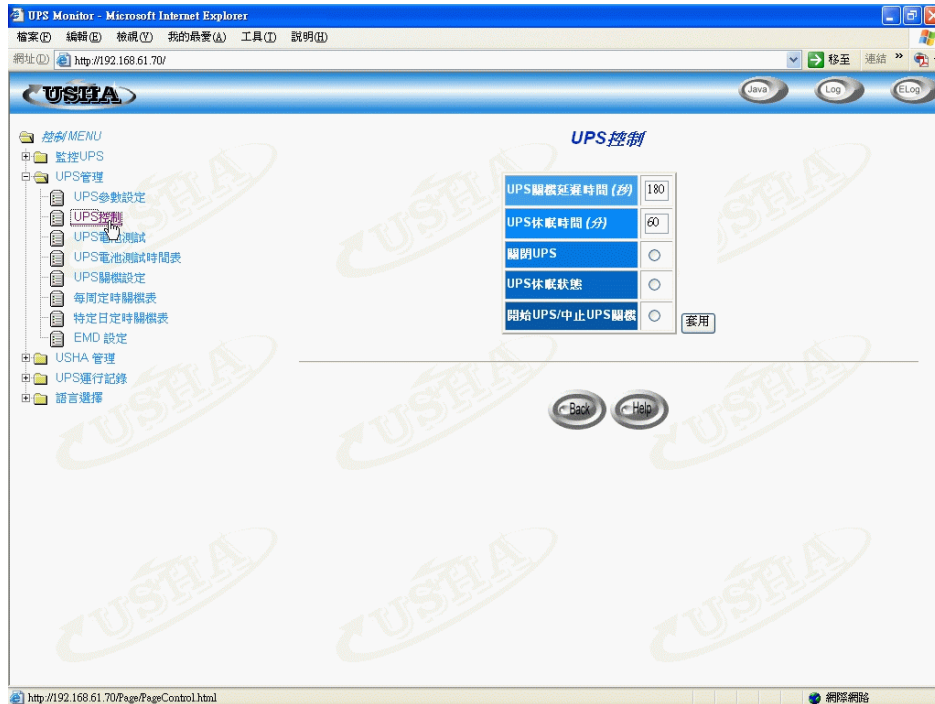 UPS Monitor - Microsoft Internet Explorer
檔案(F) 編輯(E) 檢視(V) 我的最愛(A) 工具(T) 說明(H)
網址(D) http://192.168.61.70/ 移至 連結 »
USHA Java Log ELog
控制MENU
監控UPS
UPS管理
UPS參數設定
UPS控制
UPS電池測試
UPS電池測試時間表
UPS關機設定
每周定時關機表
特定日定時關機表
EMD 設定
USHA 管理
UPS運行記錄
語言選擇
UPS控制
UPS關機延遲時間(秒) 180
UPS休眠時間(分) 60
關閉UPS
UPS休眠狀態
開始UPS/中止UPS關機
套用
Back Help
http://192.168.61.70/Page/PageControl.html 網際網路